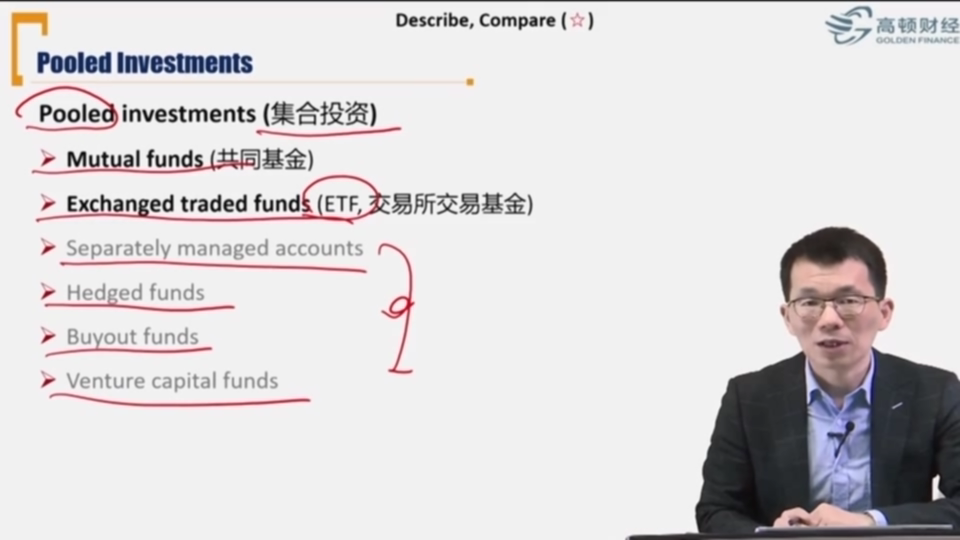 Describe, Compare (☆)
高顿财经
GOLDEN FINANCE
Pooled Investments
Pooled investments (集合投资)
Mutual funds (共同基金)
Exchanged traded funds (ETF, 交易所交易基金)
Separately managed accounts
Hedged funds
Buyout funds
Venture capital funds